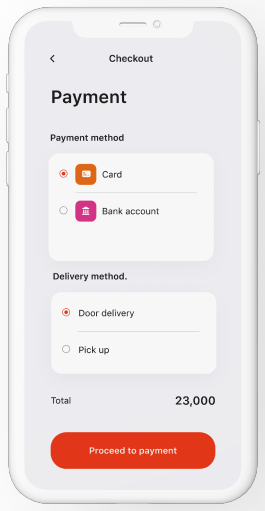 Checkout
Payment
Payment method
Card
Bank account
Delivery method.
Door delivery
Pick up
Total 23,000
Proceed to payment